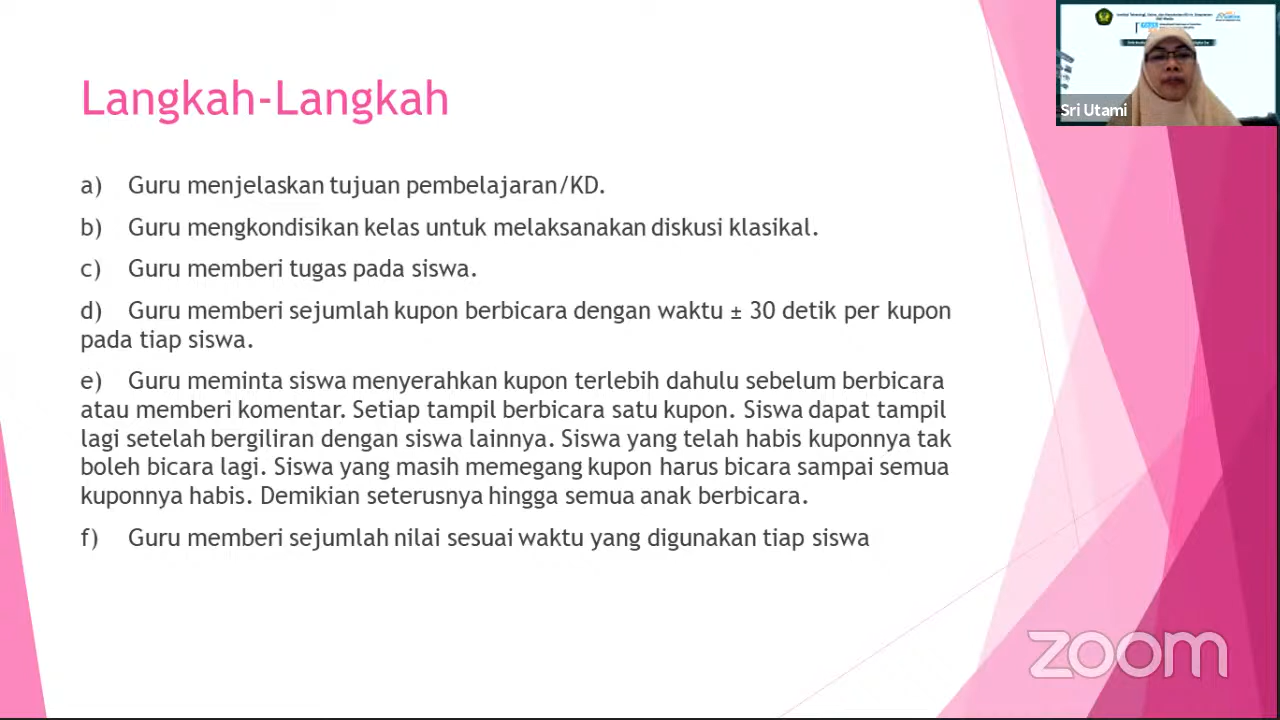 Langkah-Langkah
Sri Utami
a) Guru menjelaskan tujuan pembelajaran/KD.
b) Guru mengkondisikan kelas untuk melaksanakan diskusi klasikal.
c) Guru memberi tugas pada siswa.
d) Guru memberi sejumlah kupon berbicara dengan waktu ± 30 detik per kupon
pada tiap siswa.
e) Guru meminta siswa menyerahkan kupon terlebih dahulu sebelum berbicara
atau memberi komentar. Setiap tampil berbicara satu kupon. Siswa dapat tampil
lagi setelah bergiliran dengan siswa lainnya. Siswa yang telah habis kuponnya tak
boleh bicara lagi. Siswa yang masih memegang kupon harus bicara sampai semua
kuponnya habis. Demikian seterusnya hingga semua anak berbicara.
f) Guru memberi sejumlah nilai sesuai waktu yang digunakan tiap siswa
zoom